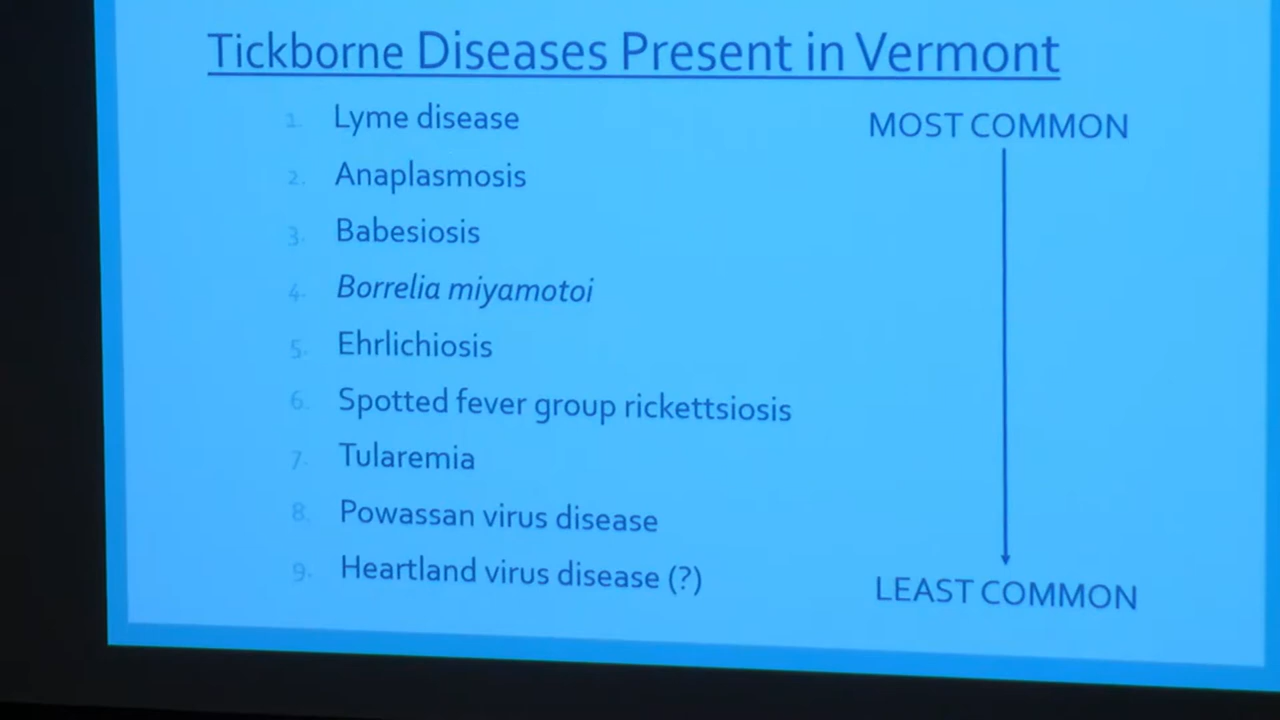 Tickborne Diseases Present in Vermont
1. Lyme disease
MOST COMMON
2. Anaplasmosis
3. Babesiosis
4. Borrelia miyamotoi
5. Ehrlichiosis
6. Spotted fever group rickettsiosis
7. Tularemia
8. Powassan virus disease
9. Heartland virus disease (?)
LEAST COMMON